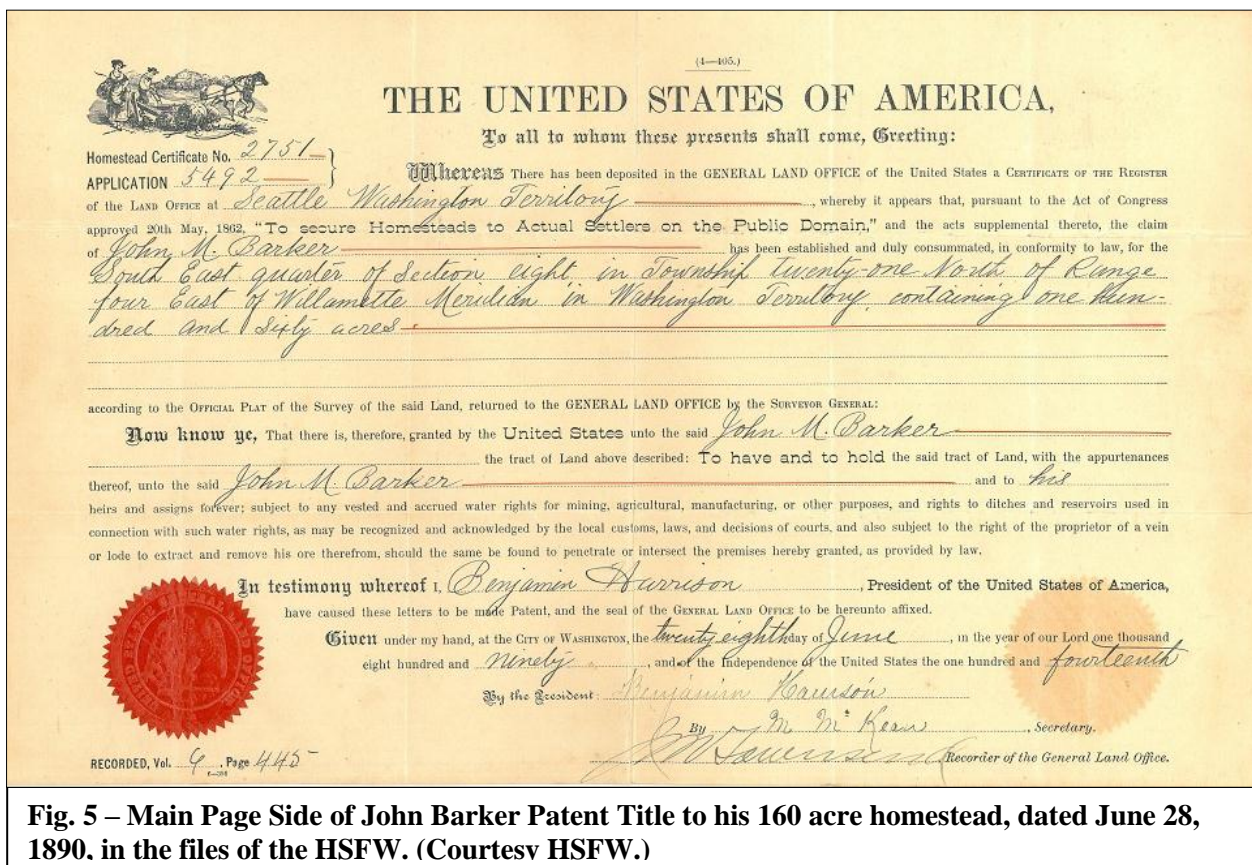 (4—405.)
THE UNITED STATES OF AMERICA,
To all to whom these presents shall come, Greeting:
Homestead Certificate No. 2751
APPLICATION 5492
Whereas There has been deposited in the GENERAL LAND OFFICE of the United States a CERTIFICATE OF THE REGISTER
OF THE LAND OFFICE AT Seattle Washington Territory, whereby it appears that, pursuant to the Act of Congress
approved 20th May, 1862, "To secure Homesteads to Actual Settlers on the Public Domain," and the acts supplemental thereto, the claim
of John M. Barker has been established and duly consummated, in conformity to law, for the
South East quarter of Section eight, in Township twenty-one North of Range
four East of Willamette Meridian in Washington Territory, containing one Hun-
dred and Sixty acres.
according to the OFFICIAL PLAT of the Survey of the said Land, returned to the GENERAL LAND OFFICE by the SURVEYOR GENERAL:
Now know ye, That there is, therefore, granted by the United States unto the said John M. Barker
the tract of Land above described: To have and to hold the said tract of Land, with the appurtenances
thereof, unto the said John M. Barker and to his
heirs and assigns forever; subject to any vested and accrued water rights for mining, agricultural, manufacturing, or other purposes, and rights to ditches and reservoirs used in
connection with such water rights, as may be recognized and acknowledged by the local customs, laws, and decisions of courts, and also subject to the right of the proprietor of a vein
or lode to extract and remove his ore therefrom, should the same be found to penetrate or intersect the premises hereby granted, as provided by law.
In testimony whereof I, Benjamin Harrison, President of the United States of America,
have caused these letters to be made Patent, and the seal of the GENERAL LAND OFFICE to be hereunto affixed.
Given under my hand, at the CITY OF WASHINGTON, the twenty eighth day of June, in the year of our Lord one thousand
eight hundred and ninety, and of the Independence of the United States the one hundred and fourteenth
By the President: Benjamin Harrison
By M McKean, Secretary.
Recorder of the General Land Office.
RECORDED, Vol. 6, Page 445
Fig. 5 – Main Page Side of John Barker Patent Title to his 160 acre homestead, dated June 28,
1890, in the files of the HSFW. (Courtesy HSFW.)